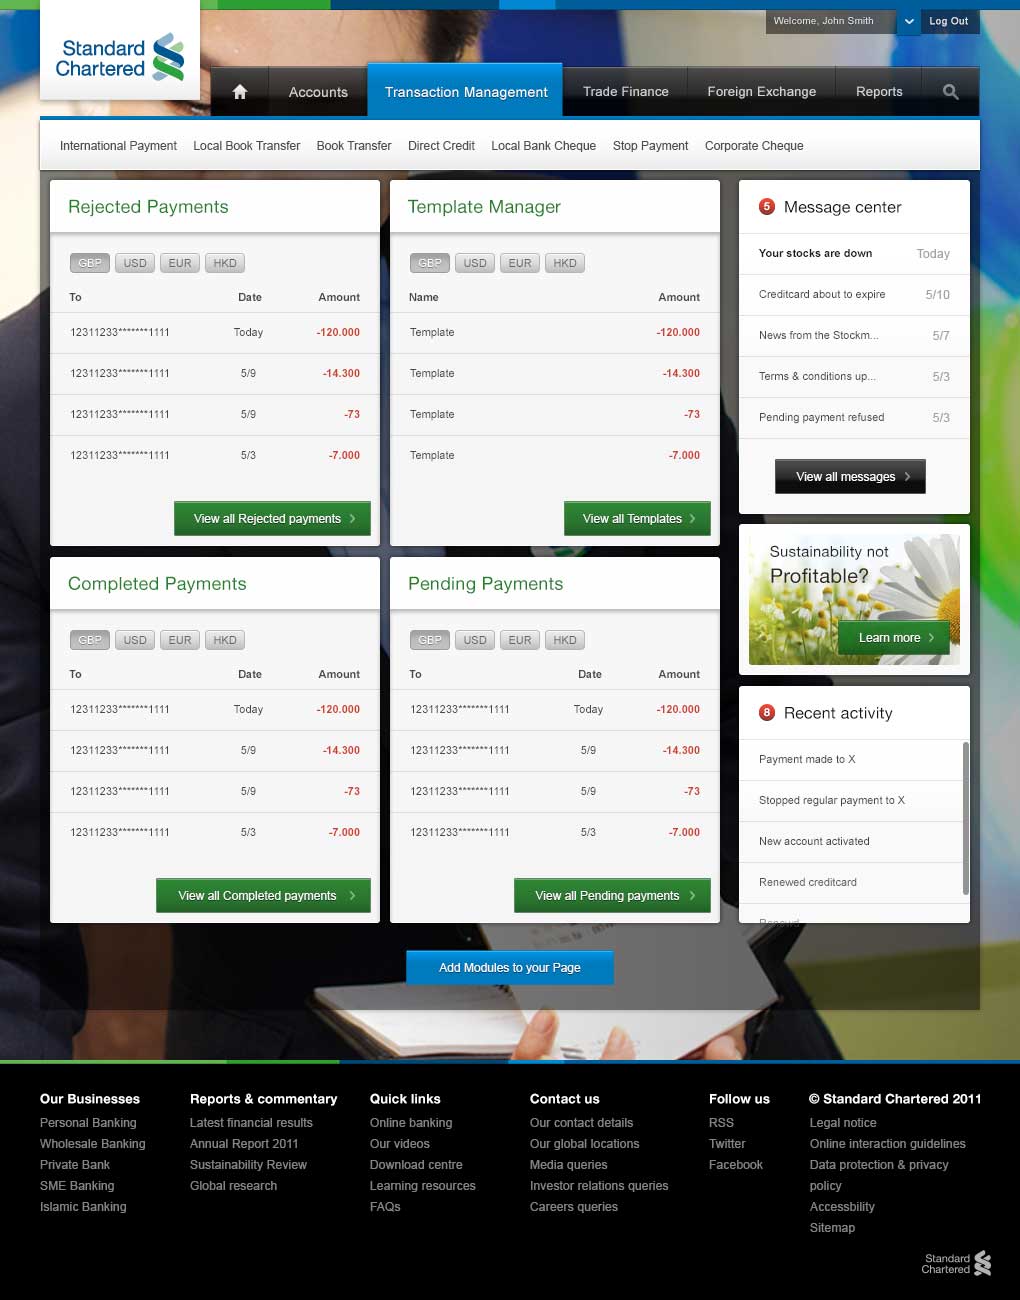 Welcome, John Smith
Log Out
Standard
Chartered
Accounts
Transaction Management
Trade Finance
Foreign Exchange
Reports
International Payment
Local Book Transfer
Book Transfer
Direct Credit
Local Bank Cheque
Stop Payment
Corporate Cheque
Rejected Payments
GBP USD EUR HKD
To Date Amount
12311233*******1111 Today -120.000
12311233*******1111 5/9 -14.300
12311233*******1111 5/9 -73
12311233*******1111 5/3 -7.000
View all Rejected payments
Template Manager
GBP USD EUR HKD
Name Amount
Template -120.000
Template -14.300
Template -73
Template -7.000
View all Templates
5 Message center
Your stocks are down Today
Creditcard about to expire 5/10
News from the Stockm... 5/7
Terms & conditions up... 5/3
Pending payment refused 5/3
View all messages
Sustainability not
Profitable?
Learn more
Completed Payments
GBP USD EUR HKD
To Date Amount
12311233*******1111 Today -120.000
12311233*******1111 5/9 -14.300
12311233*******1111 5/9 -73
12311233*******1111 5/3 -7.000
View all Completed payments
Pending Payments
GBP USD EUR HKD
To Date Amount
12311233*******1111 Today -120.000
12311233*******1111 5/9 -14.300
12311233*******1111 5/9 -73
12311233*******1111 5/3 -7.000
View all Pending payments
8 Recent activity
Payment made to X
Stopped regular payment to X
New account activated
Renewed creditcard
Add Modules to your Page
Our Businesses
Personal Banking
Wholesale Banking
Private Bank
SME Banking
Islamic Banking
Reports & commentary
Latest financial results
Annual Report 2011
Sustainability Review
Global research
Quick links
Online banking
Our videos
Download centre
Learning resources
FAQs
Contact us
Our contact details
Our global locations
Media queries
Investor relations queries
Careers queries
Follow us
RSS
Twitter
Facebook
© Standard Chartered 2011
Legal notice
Online interaction guidelines
Data protection & privacy
policy
Accessbility
Sitemap
Standard
Chartered